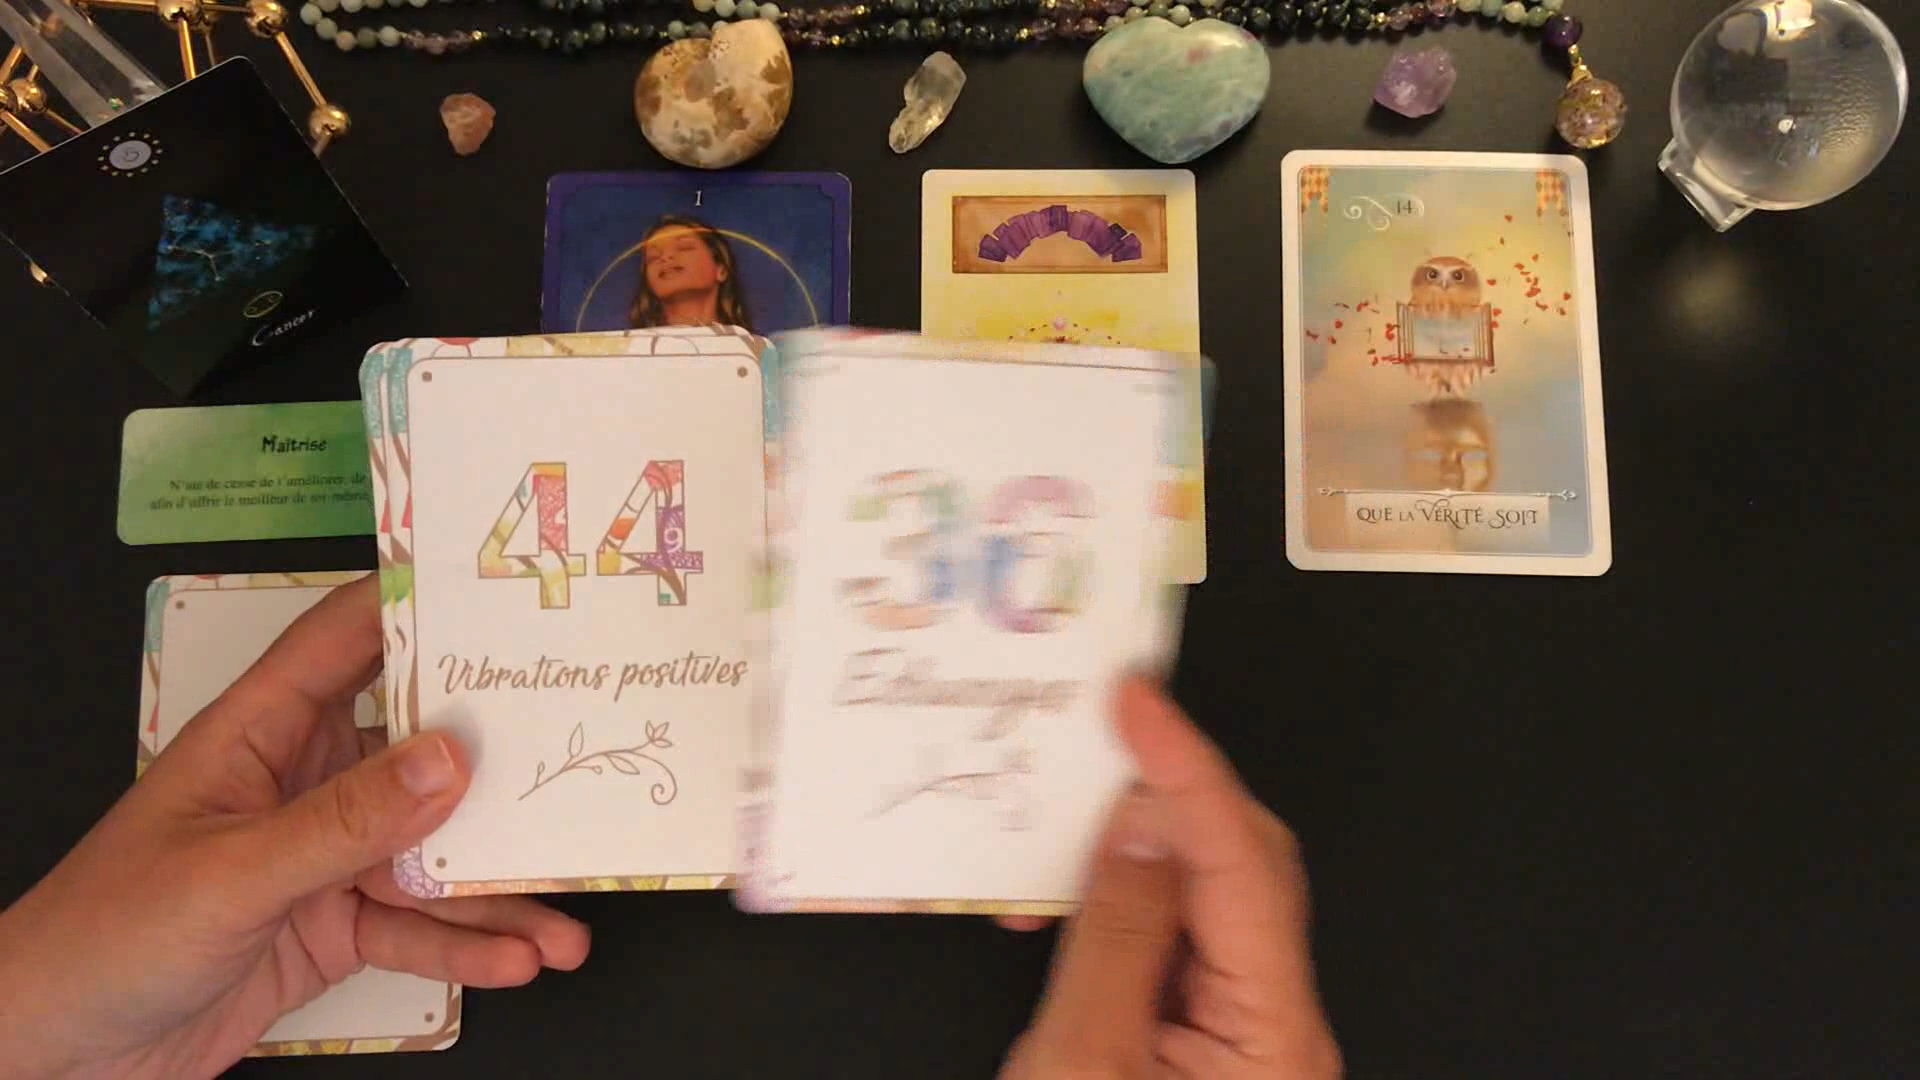 Cancer
1
14
QUE LA VÉRITÉ SOIT
Maîtrise
N'aie de cesse de t'améliorer, de
afin d'offrir le meilleur de toi-même,
44
Vibrations positives
36